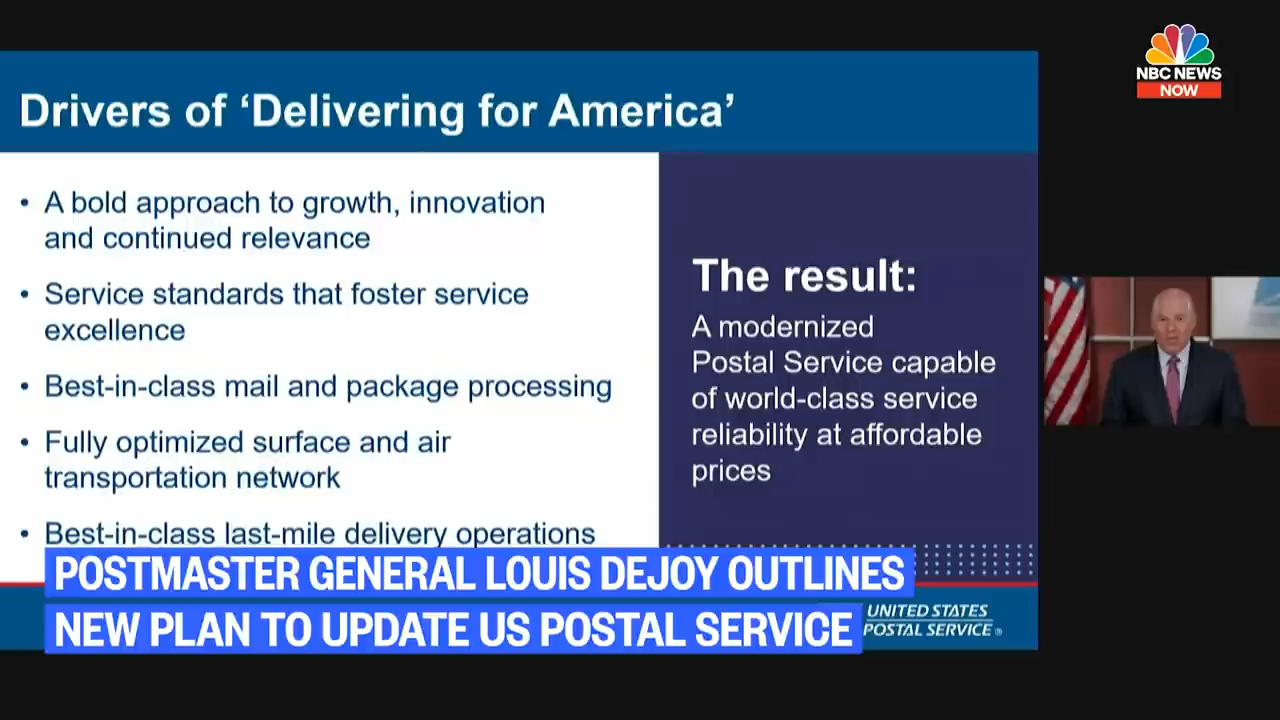 NBC NEWS
NOW
Drivers of ‘Delivering for America’
• A bold approach to growth, innovation
and continued relevance
• Service standards that foster service
excellence
• Best-in-class mail and package processing
• Fully optimized surface and air
transportation network
• Best-in-class last-mile delivery operations
The result:
A modernized
Postal Service capable
of world-class service
reliability at affordable
prices
POSTMASTER GENERAL LOUIS DEJOY OUTLINES
NEW PLAN TO UPDATE US POSTAL SERVICE
UNITED STATES
POSTAL SERVICE ®